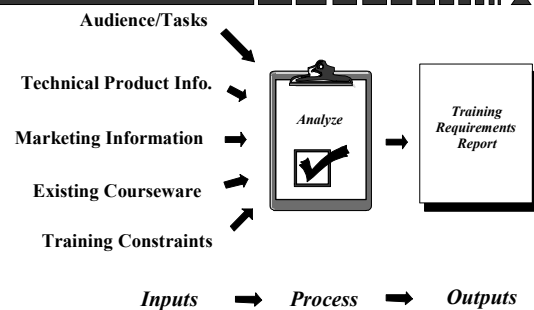 Audience/Tasks
Technical Product Info.
Marketing Information
Existing Courseware
Training Constraints
Analyze
Training
Requirements
Report
Inputs
Process
Outputs